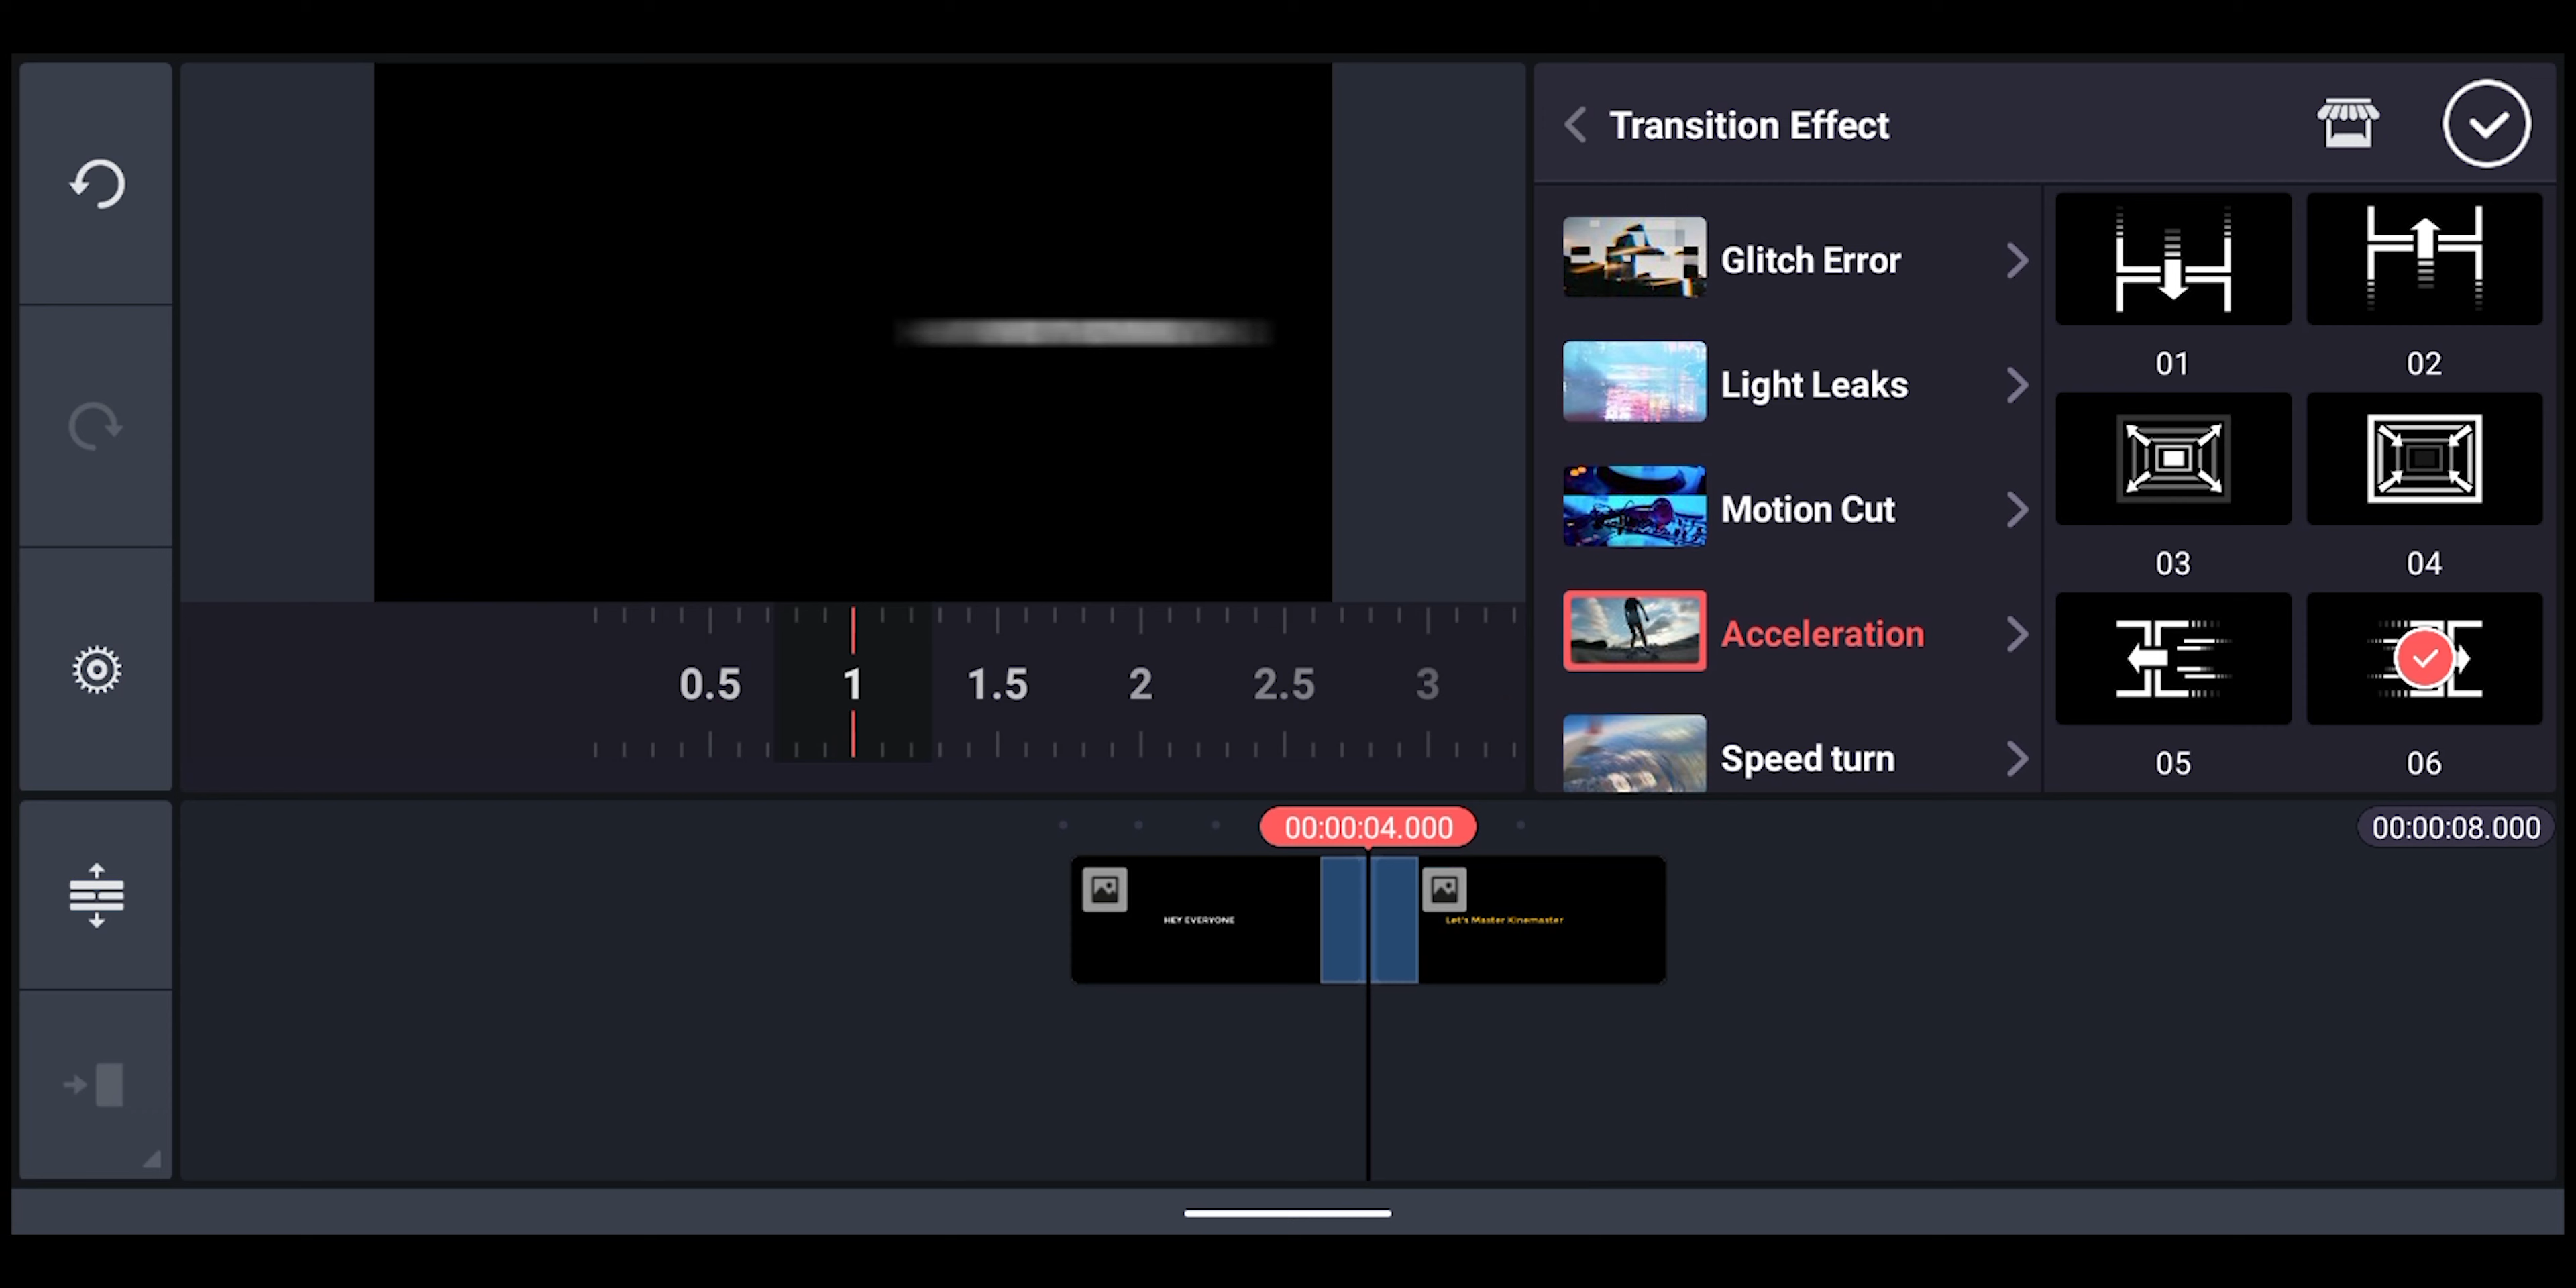 Transition Effect
Glitch Error
Light Leaks
Motion Cut
Acceleration
Speed turn
01
02
03
04
05
06
0.5
1
1.5
2
2.5
3
00:00:04.000
00:00:08.000
HEY EVERYONE
Let's Master Kinemaster